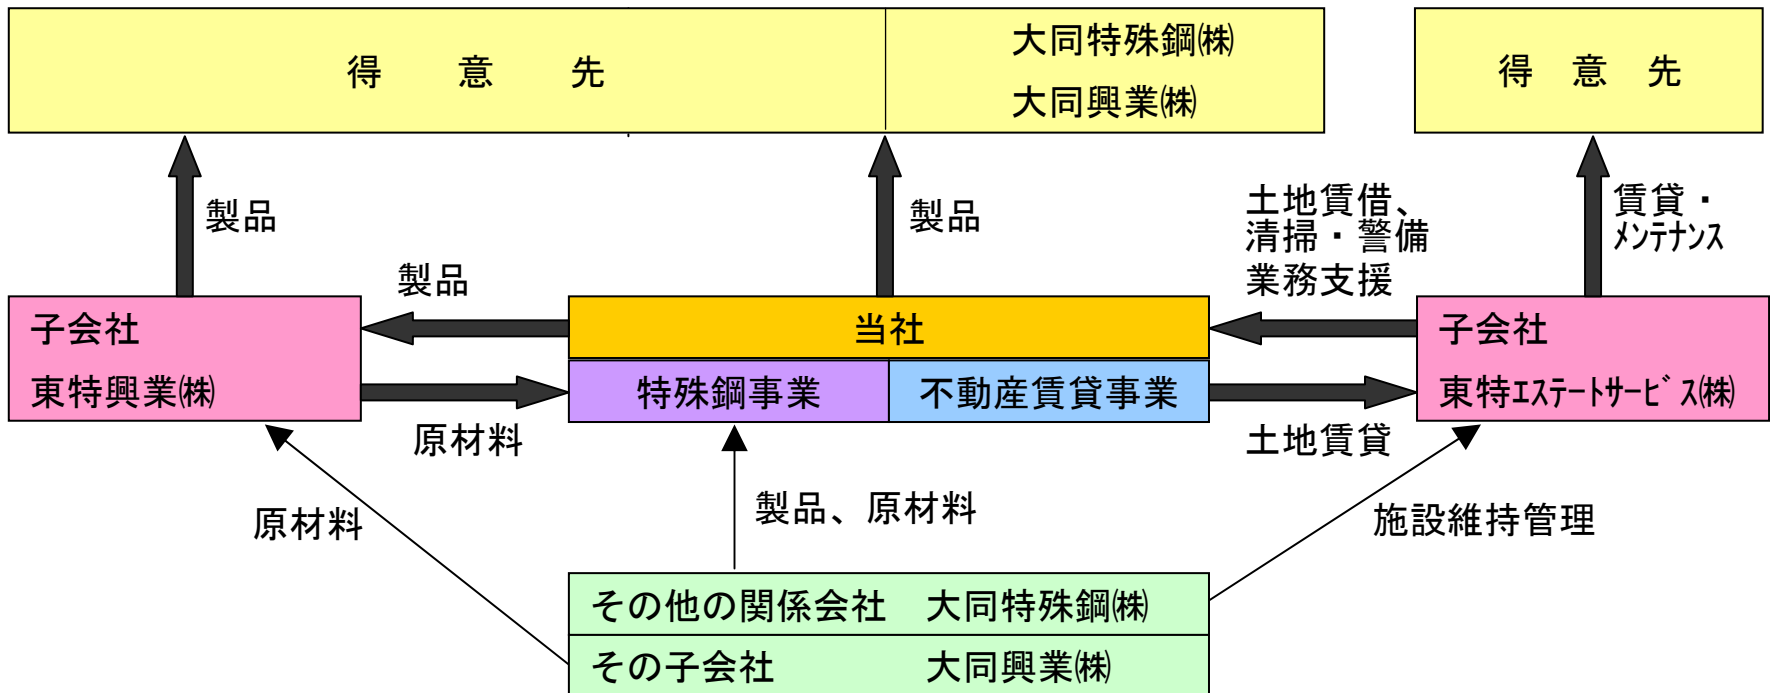 得　意　先
大同特殊鋼㈱
大同興業㈱
得　意　先
製品
製品
土地賃借、
清掃・警備
業務支援
賃貸・
ﾒﾝﾃﾅﾝｽ
製品
子会社
東特興業㈱
当社
特殊鋼事業
不動産賃貸事業
子会社
東特ｴｽﾃｰﾄｻｰﾋﾞｽ㈱
原材料
土地賃貸
原材料
製品、原材料
施設維持管理
その他の関係会社　大同特殊鋼㈱
その子会社　大同興業㈱